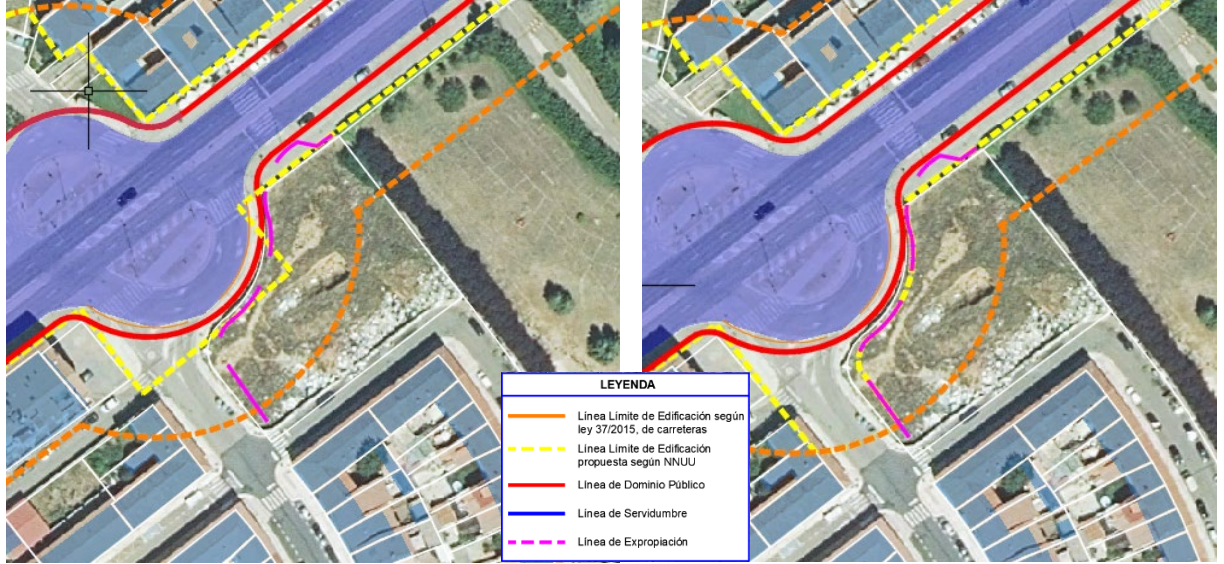 LEYENDA
Línea Límite de Edificación según
ley 37/2015, de carreteras
Línea Límite de Edificación
propuesta según NNUU
Línea de Dominio Público
Línea de Servidumbre
Línea de Expropiación